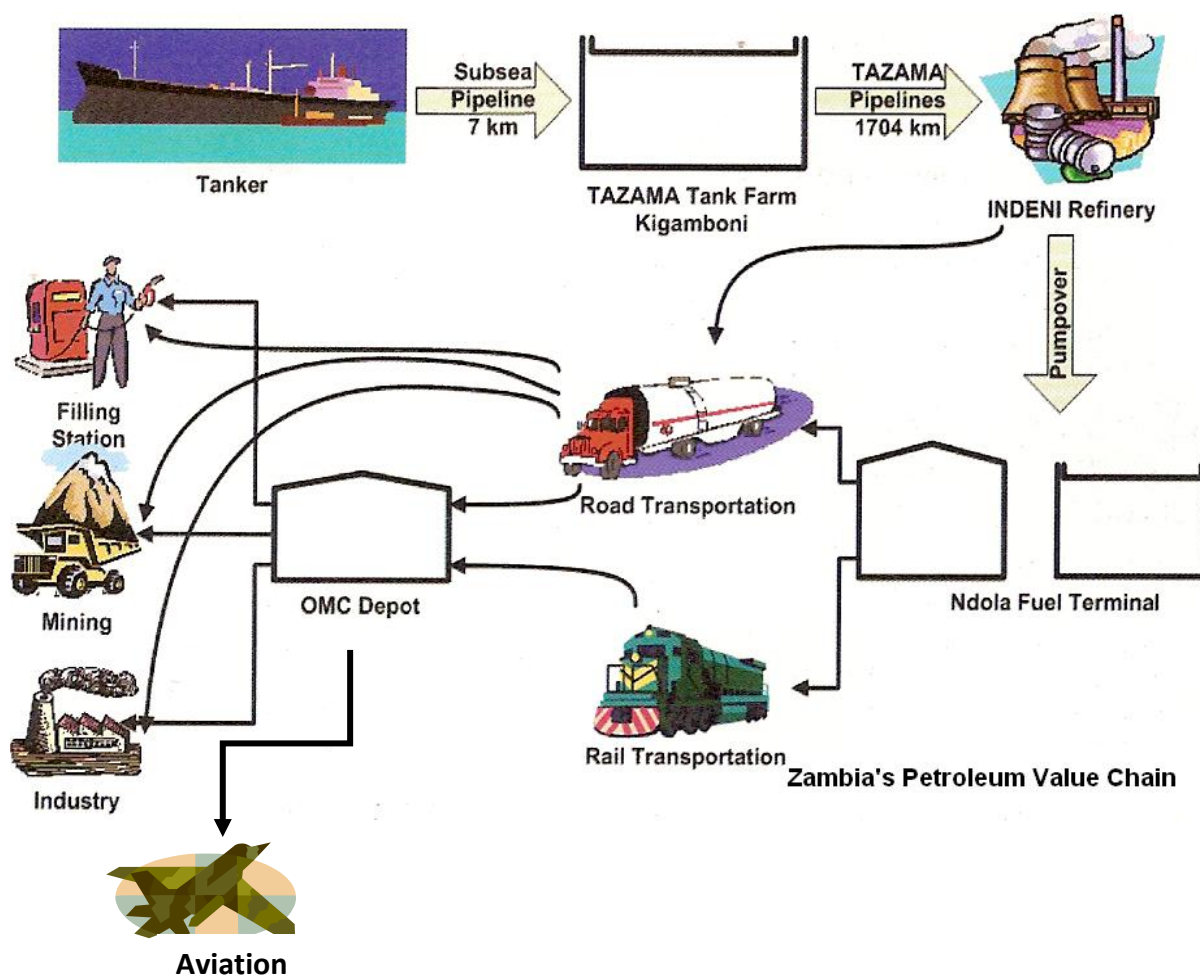 Subsea
Pipeline
7 km
TAZAMA
Pipelines
1704 km
Tanker
TAZAMA Tank Farm
Kigamboni
INDENI Refinery
Pumpover
Filling
Station
Road Transportation
Mining
OMC Depot
Ndola Fuel Terminal
Rail Transportation
Zambia's Petroleum Value Chain
Industry
Aviation